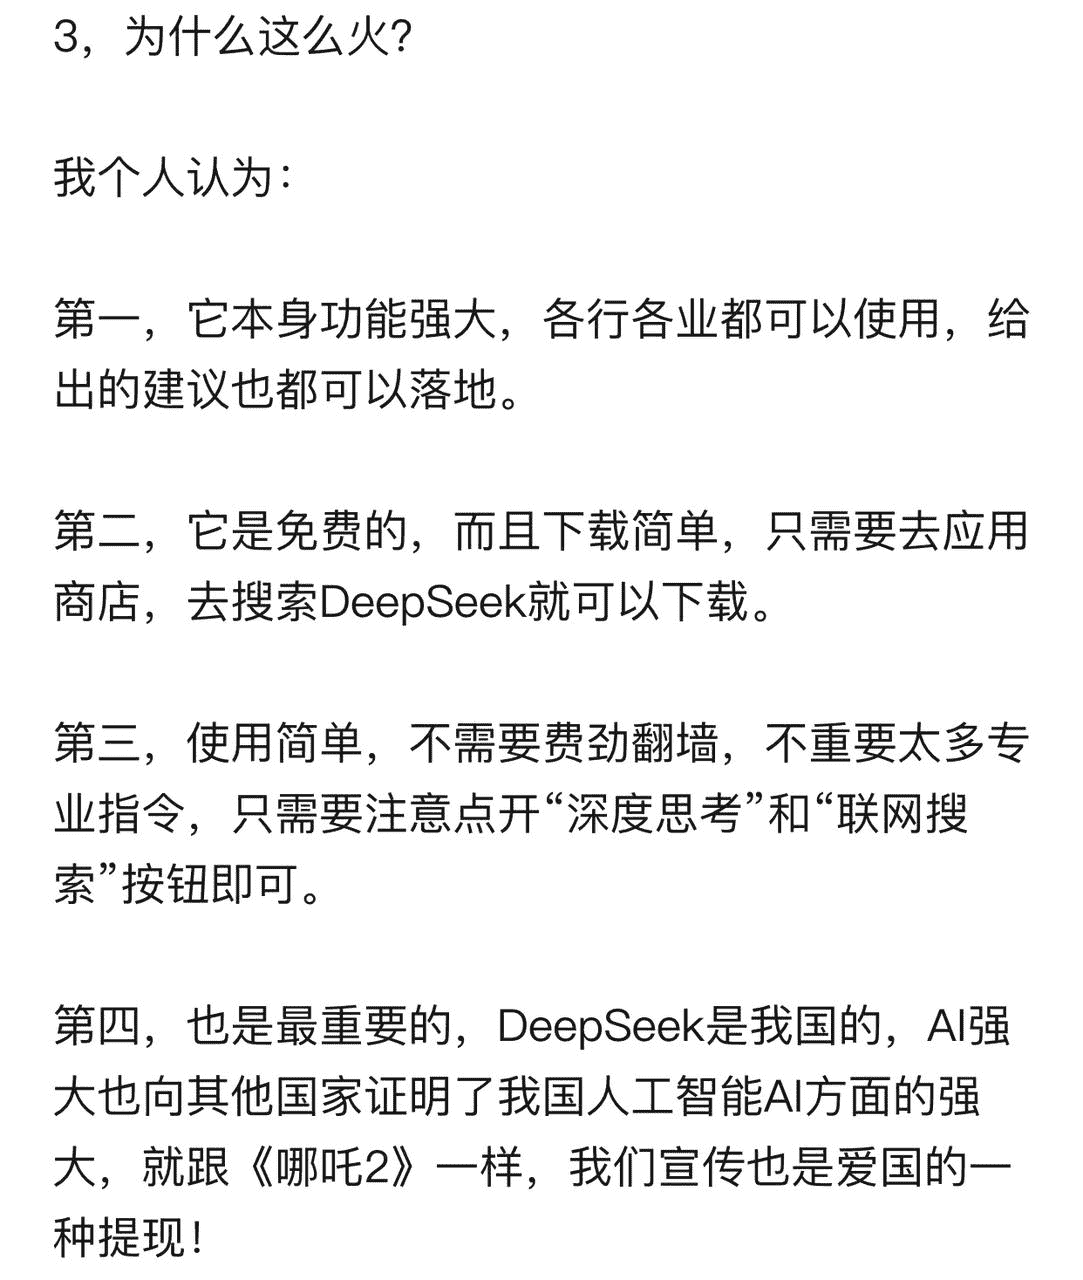 3，为什么这么火？
我个人认为：
第一，它本身功能强大，各行各业都可以使用，给
出的建议也都可以落地。
第二，它是免费的，而且下载简单，只需要去应用
商店，去搜索DeepSeek就可以下载。
第三，使用简单，不需要费劲翻墙，不重要太多专
业指令，只需要注意点开“深度思考”和“联网搜
索”按钮即可。
第四，也是最重要的，DeepSeek是我国的，AI强
大也向其他国家证明了我国人工智能AI方面的强
大，就跟《哪吒2》一样，我们宣传也是爱国的一
种提现！